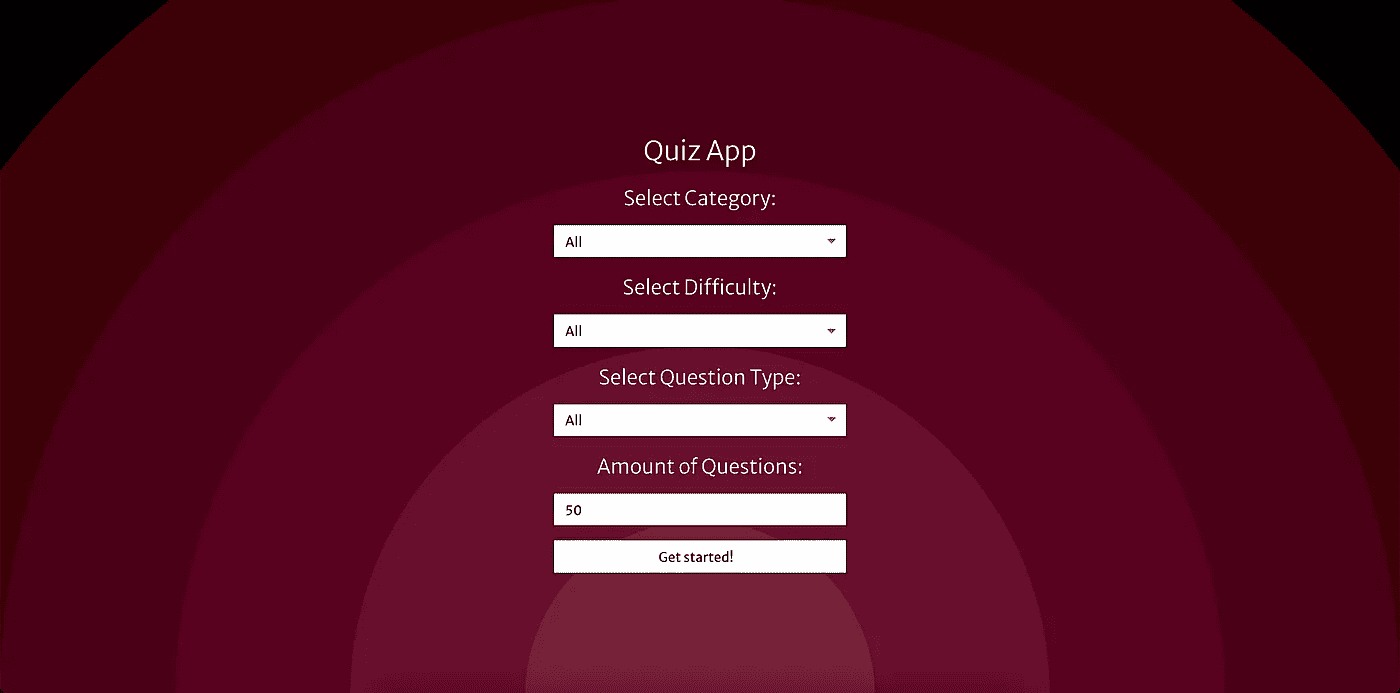 Quiz App
Select Category:
All
Select Difficulty:
All
Select Question Type:
All
Amount of Questions:
50
Get started!